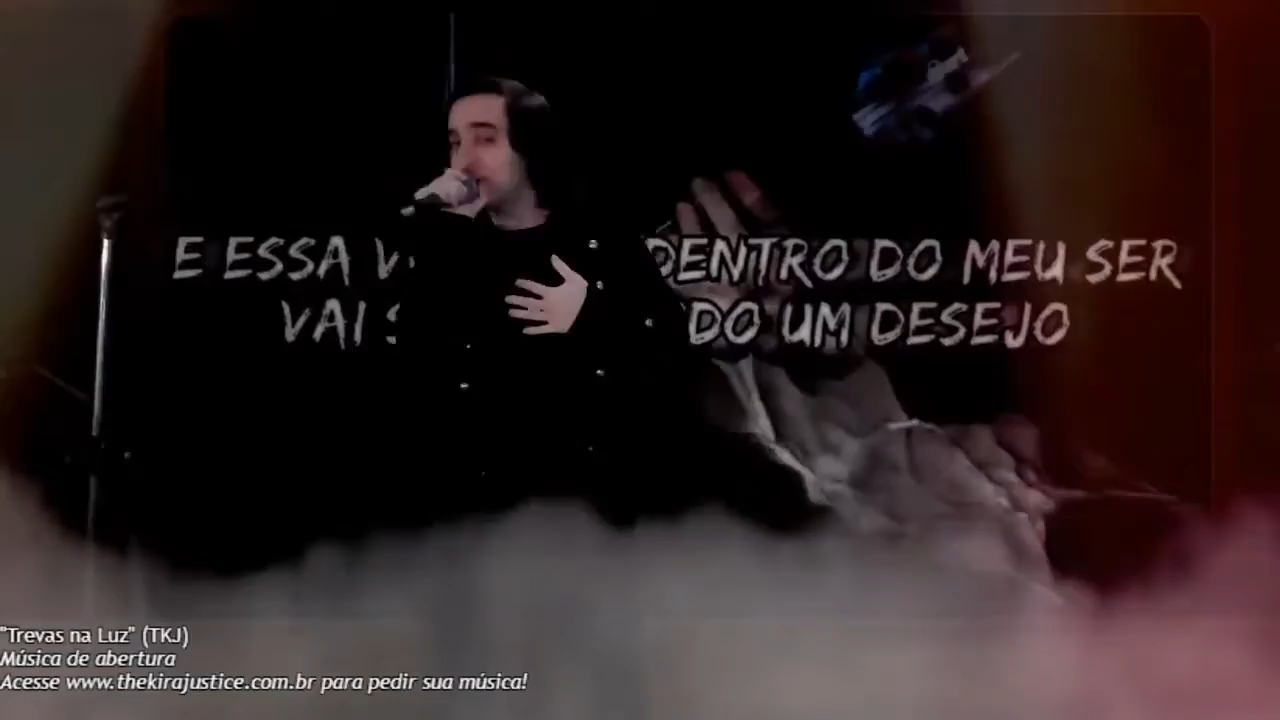 E ESSA DENTRO DO MEU SER
VAI UM DESEJO
"Trevas na Luz" (TKJ)
Música de abertura
Acesse www.thekirajustice.com.br para pedir sua música!